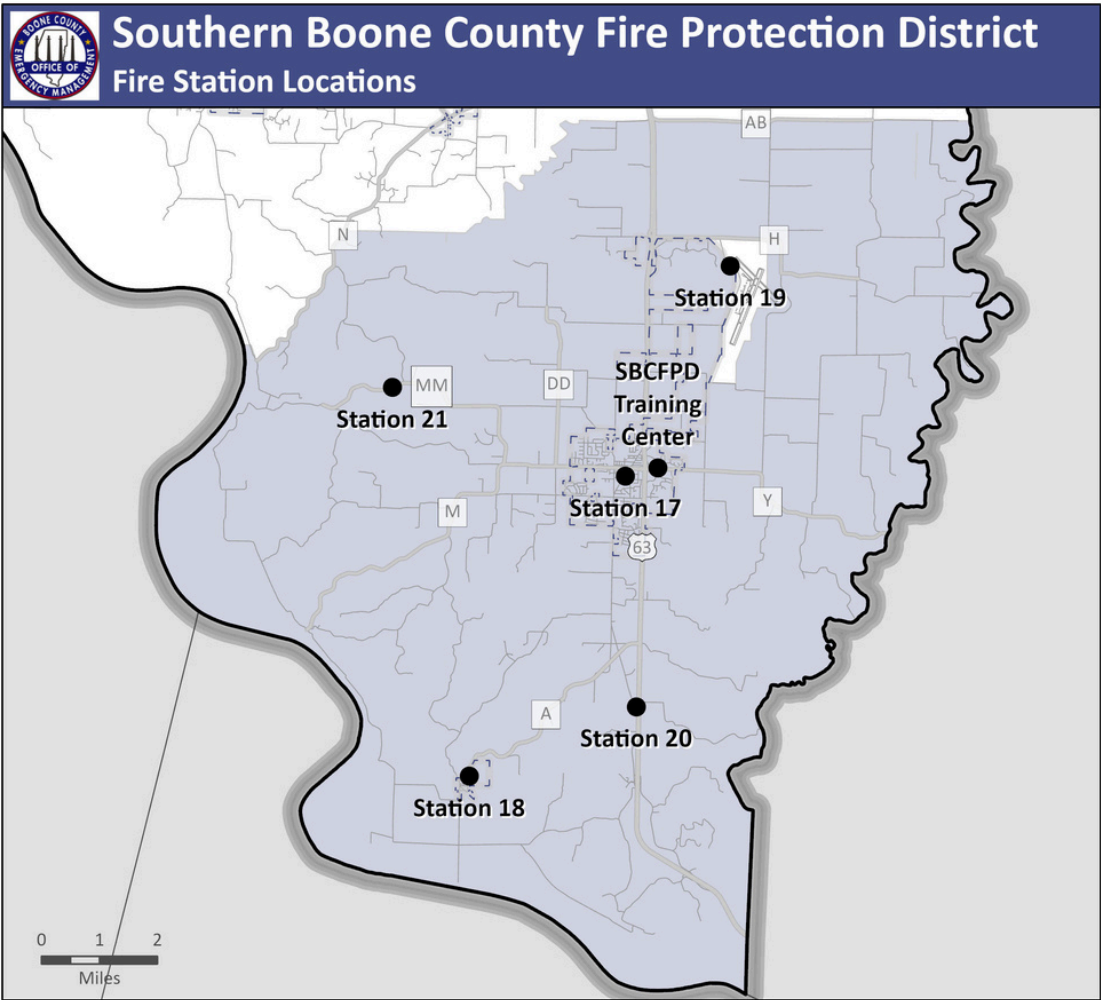 Southern Boone County Fire Protection District
Fire Station Locations
BOONE COUNTY
OFFICE OF
EMERGENCY MANAGEMENT
AB
N
H
Station 19
MM
DD
SBCFPD
Training
Center
Station 21
Station 17
M
Y
63
A
Station 20
Station 18
0 1 2
Miles